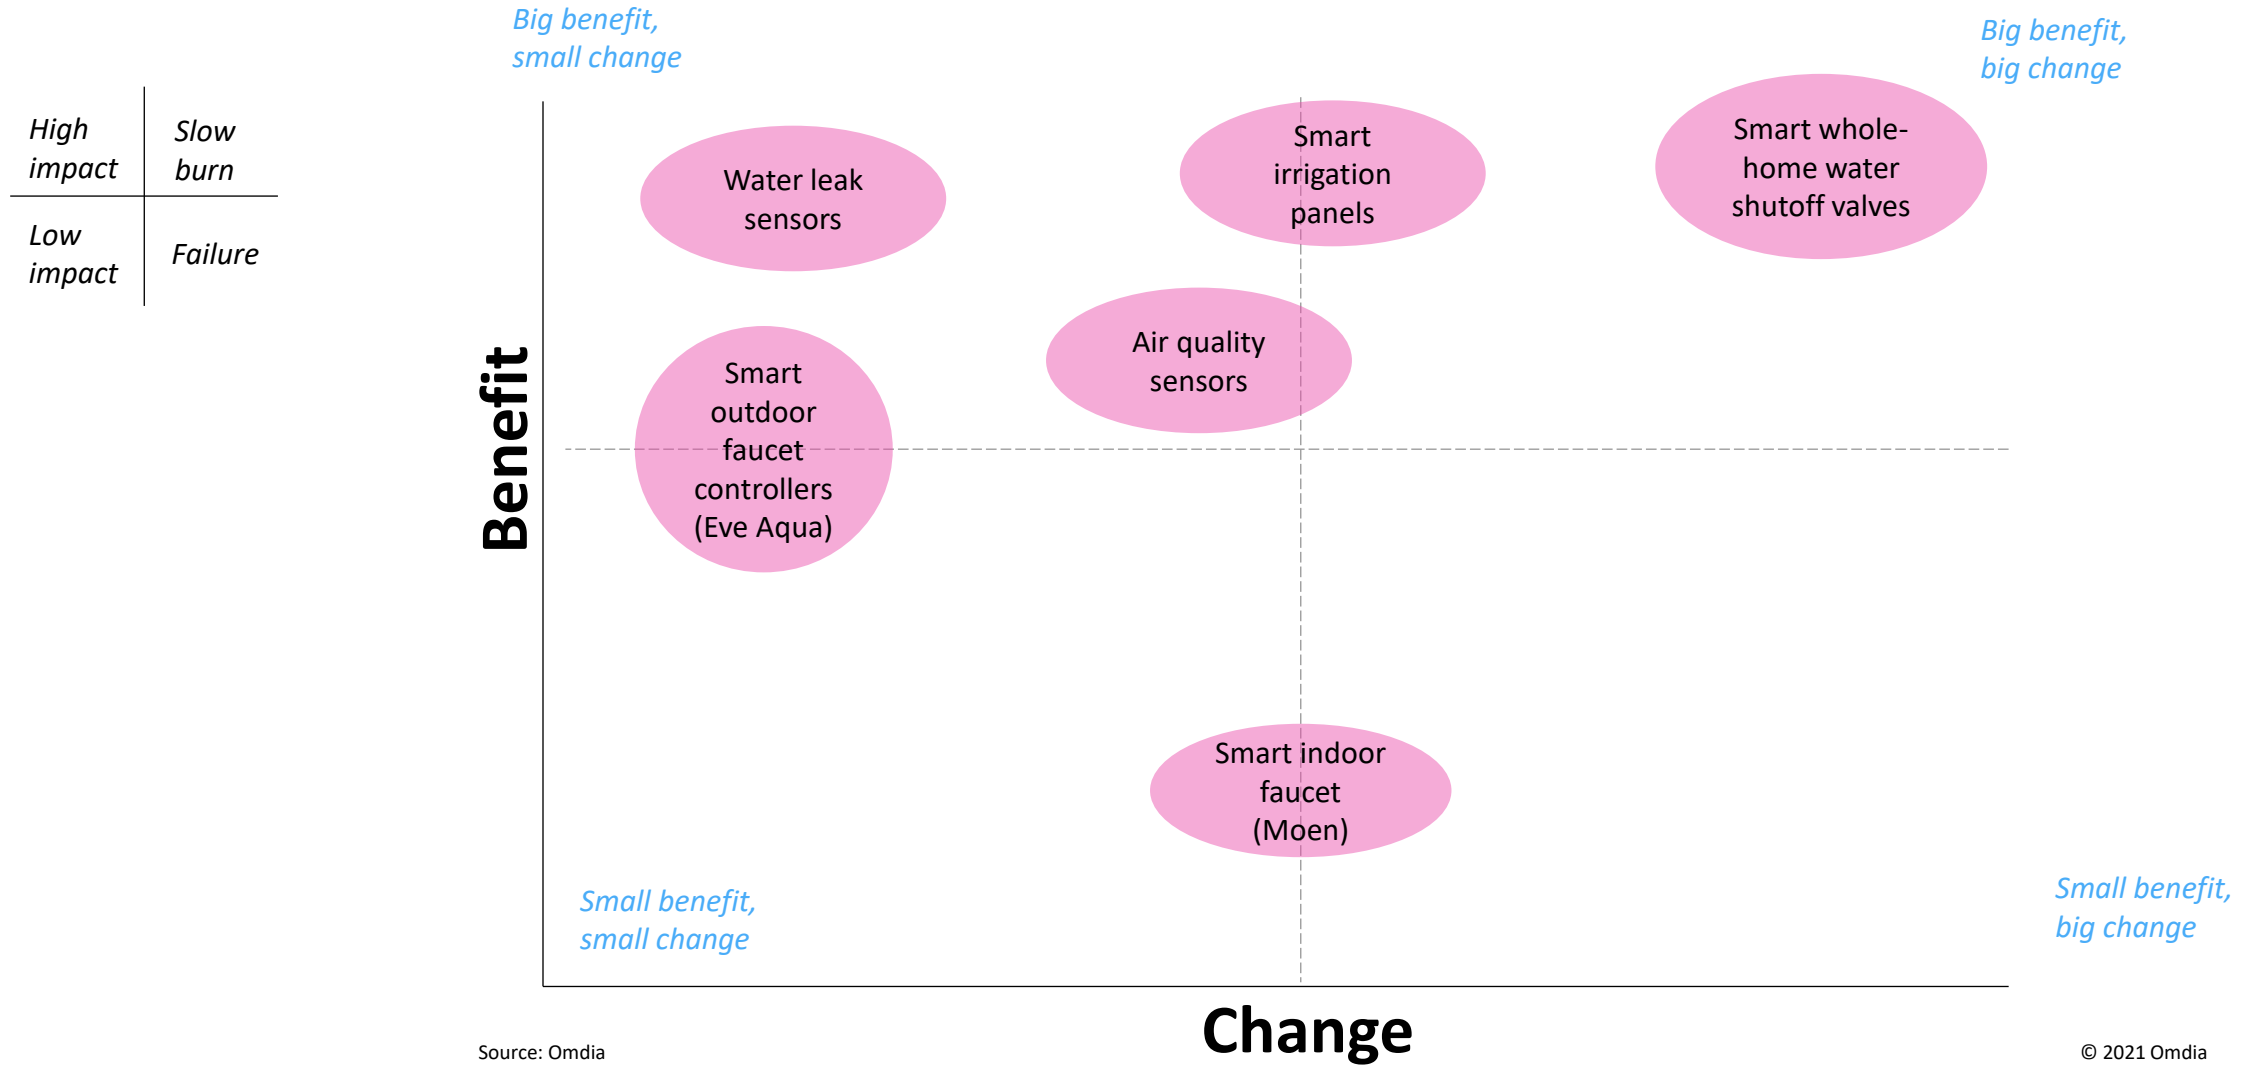 Big benefit,
small change
Big benefit,
big change
High
impact
Slow
burn
Low
impact
Failure
Water leak
sensors
Smart
irrigation
panels
Smart whole-
home water
shutoff valves
Air quality
sensors
Smart
outdoor
faucet
controllers
(Eve Aqua)
Benefit
Smart indoor
faucet
(Moen)
Small benefit,
small change
Small benefit,
big change
Change
Source: Omdia
© 2021 Omdia